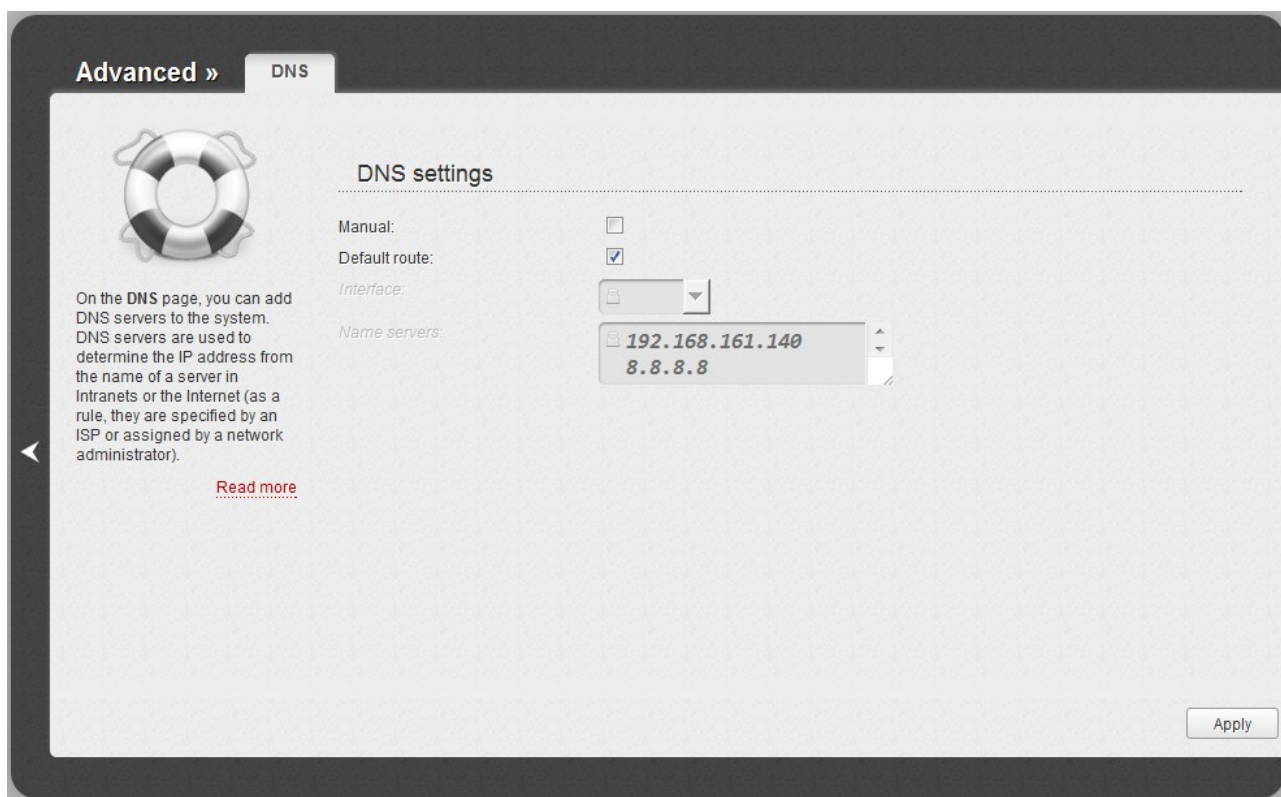 Advanced »
DNS
On the DNS page, you can add
DNS servers to the system.
DNS servers are used to
determine the IP address from
the name of a server in
Intranets or the Internet (as a
rule, they are specified by an
ISP or assigned by a network
administrator).
Read more
DNS settings
Manual:
Default route:
Interface:
Name servers:
192.168.161.140
8.8.8.8
Apply